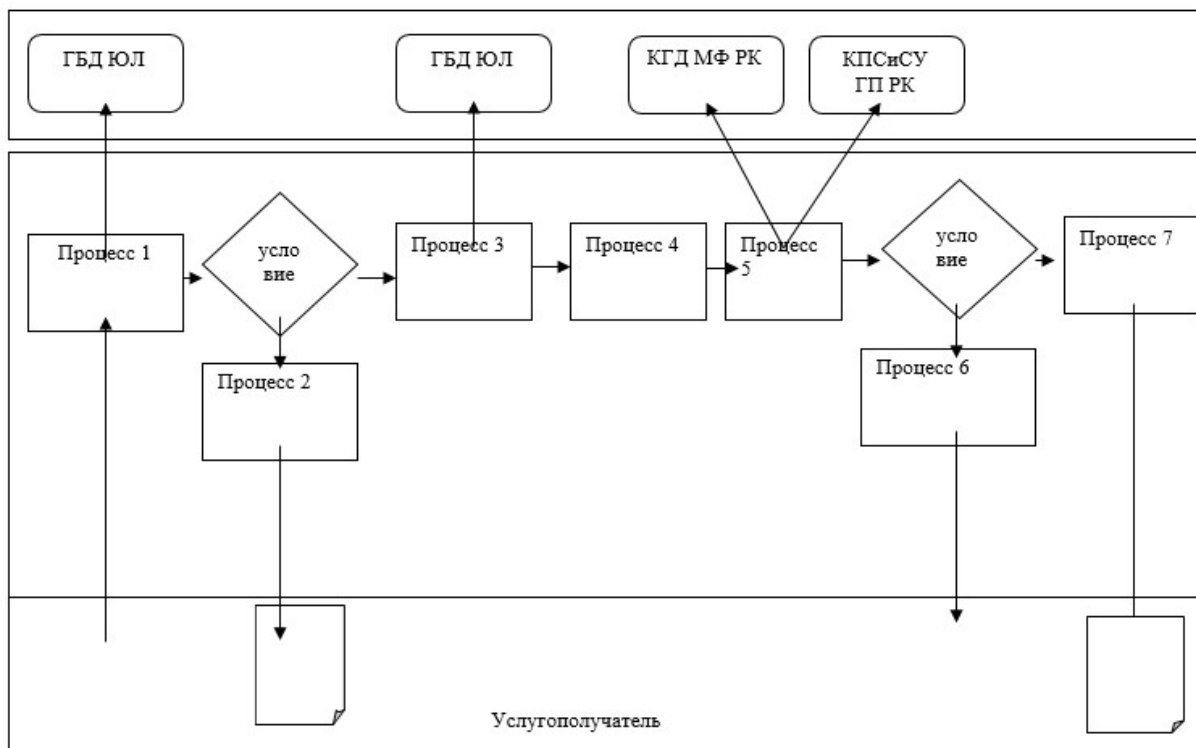 ГБД ЮЛ
ГБД ЮЛ
КГД МФ РК
КПСиСУ
ГП РК
Процесс 1
усло
вие
Процесс 3
Процесс 4
Процесс
5
усло
вие
Процесс 7
Процесс 2
Процесс 6
Услугополучатель